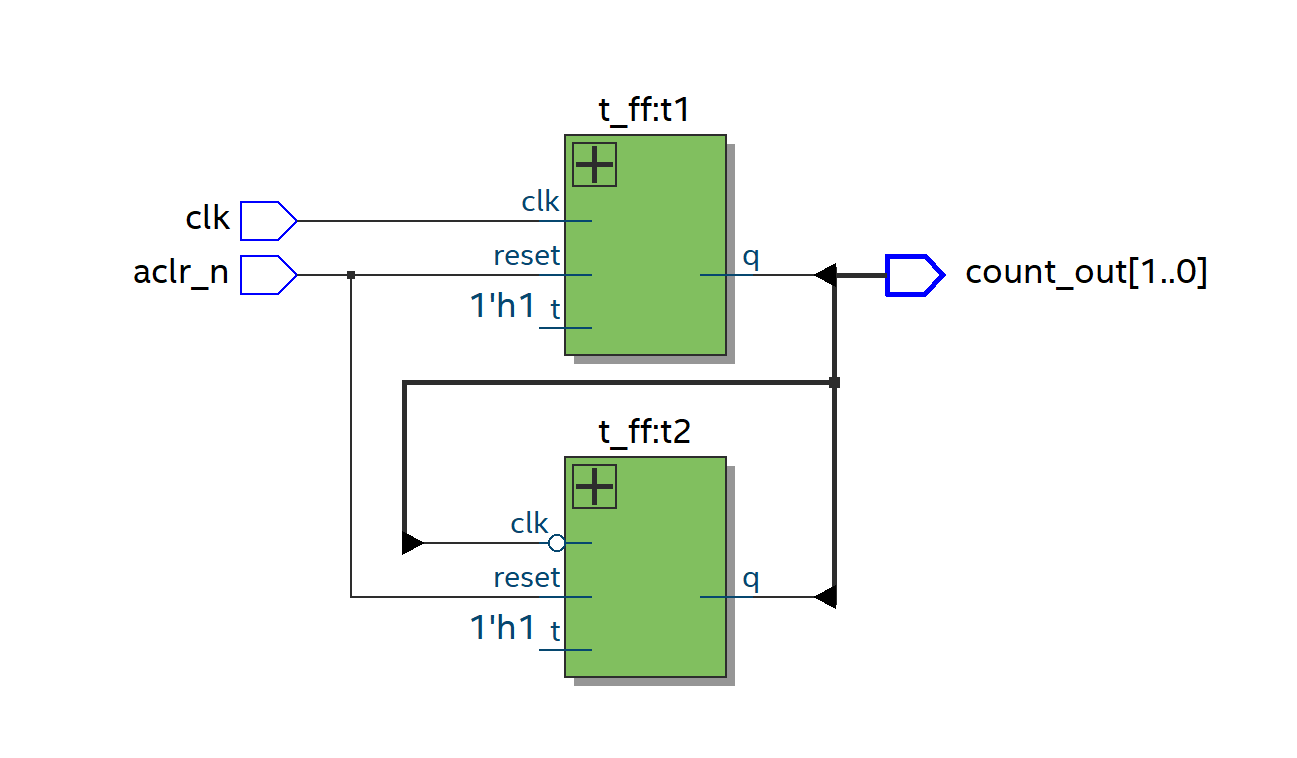 t_ff:t1
clk
clk
aclr_n
reset
q
count_out[1..0]
1'h1 t
t_ff:t2
clk
reset
q
1'h1 t